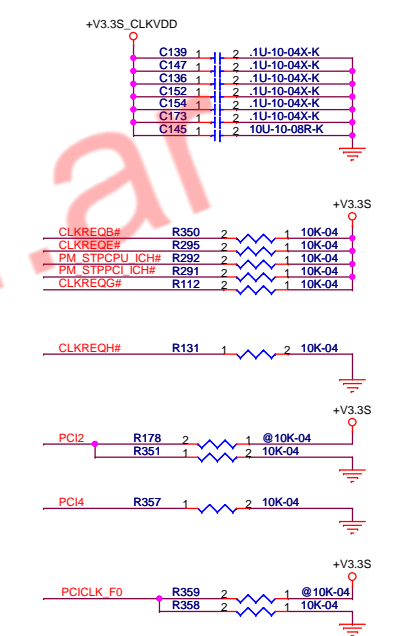 +V3.3S_CLKVDD
C139 1 2 .1U-10-04X-K
C147 1 2 .1U-10-04X-K
C136 1 2 .1U-10-04X-K
C152 1 2 .1U-10-04X-K
C154 1 2 .1U-10-04X-K
C173 1 2 .1U-10-04X-K
C145 1 2 10U-10-08R-K
+V3.3S
CLKREQB# R350 2 1 10K-04
CLKREQE# R295 2 1 10K-04
PM_STPCPU_ICH# R292 2 1 10K-04
PM_STPPCI_ICH# R291 2 1 10K-04
CLKREQG# R112 2 1 10K-04
CLKREQH# R131 1 2 10K-04
+V3.3S
PCI2 R178 2 1 @10K-04
R351 1 2 10K-04
PCI4 R357 1 2 10K-04
+V3.3S
PCICLK_F0 R359 2 1 @10K-04
R358 2 1 10K-04
.ar